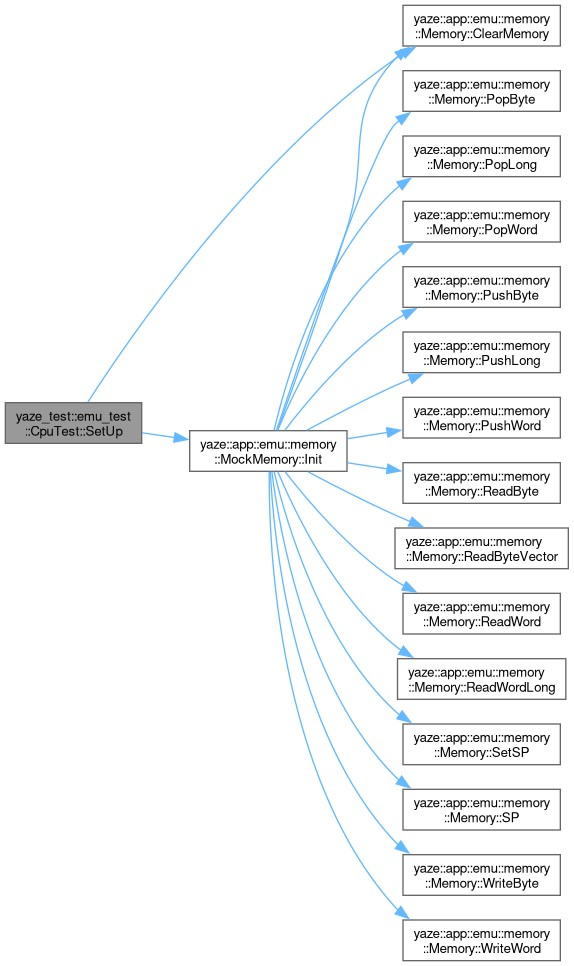 yaze::app::emu::memory
::Memory::ClearMemory
yaze::app::emu::memory
::Memory::PopByte
yaze::app::emu::memory
::Memory::PopLong
yaze::app::emu::memory
::Memory::PopWord
yaze::app::emu::memory
::Memory::PushByte
yaze::app::emu::memory
::Memory::PushLong
yaze_test::emu_test
::CpuTest::SetUp
yaze::app::emu::memory
::MockMemory::Init
yaze::app::emu::memory
::Memory::PushWord
yaze::app::emu::memory
::Memory::ReadByte
yaze::app::emu::memory
::Memory::ReadByteVector
yaze::app::emu::memory
::Memory::ReadWord
yaze::app::emu::memory
::Memory::ReadWordLong
yaze::app::emu::memory
::Memory::SetSP
yaze::app::emu::memory
::Memory::SP
yaze::app::emu::memory
::Memory::WriteByte
yaze::app::emu::memory
::Memory::WriteWord